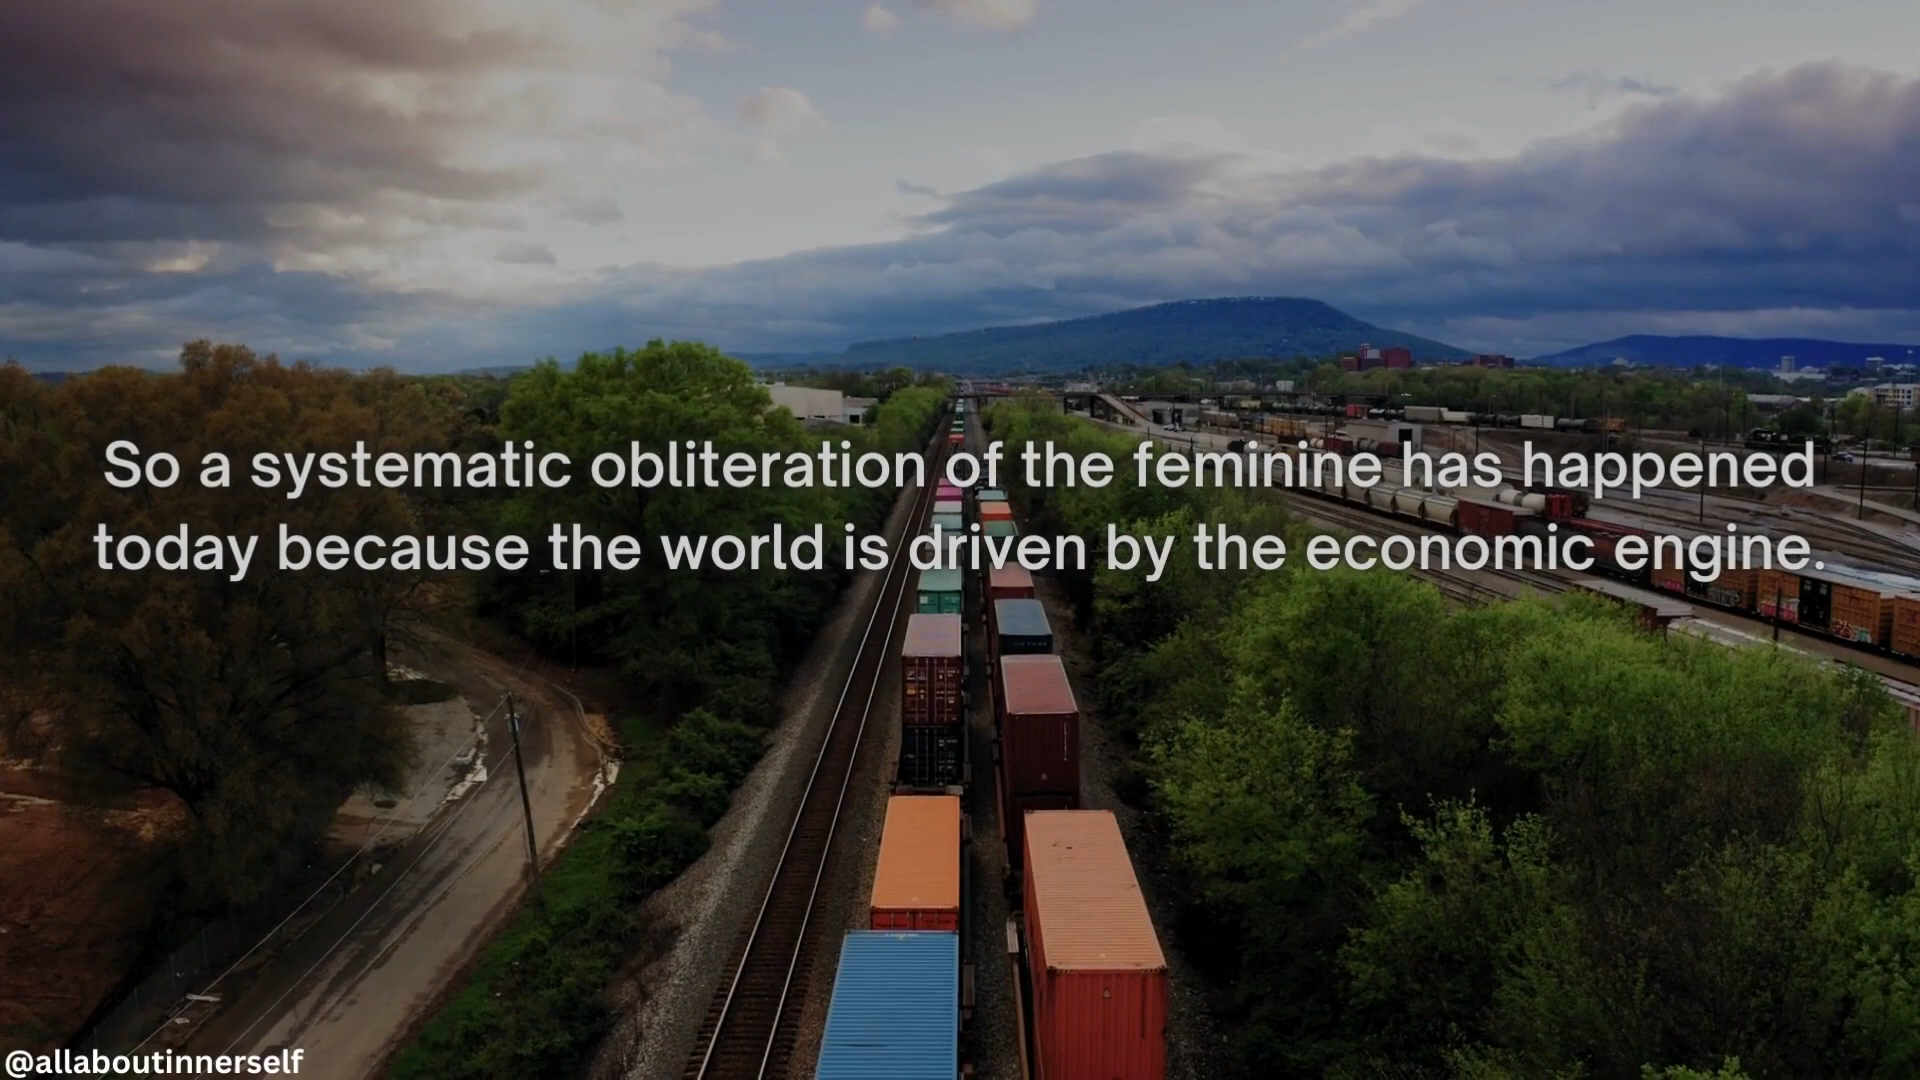 So a systematic obliteration of the feminine has happened
today because the world is driven by the economic engine.
@allaboutinnerself